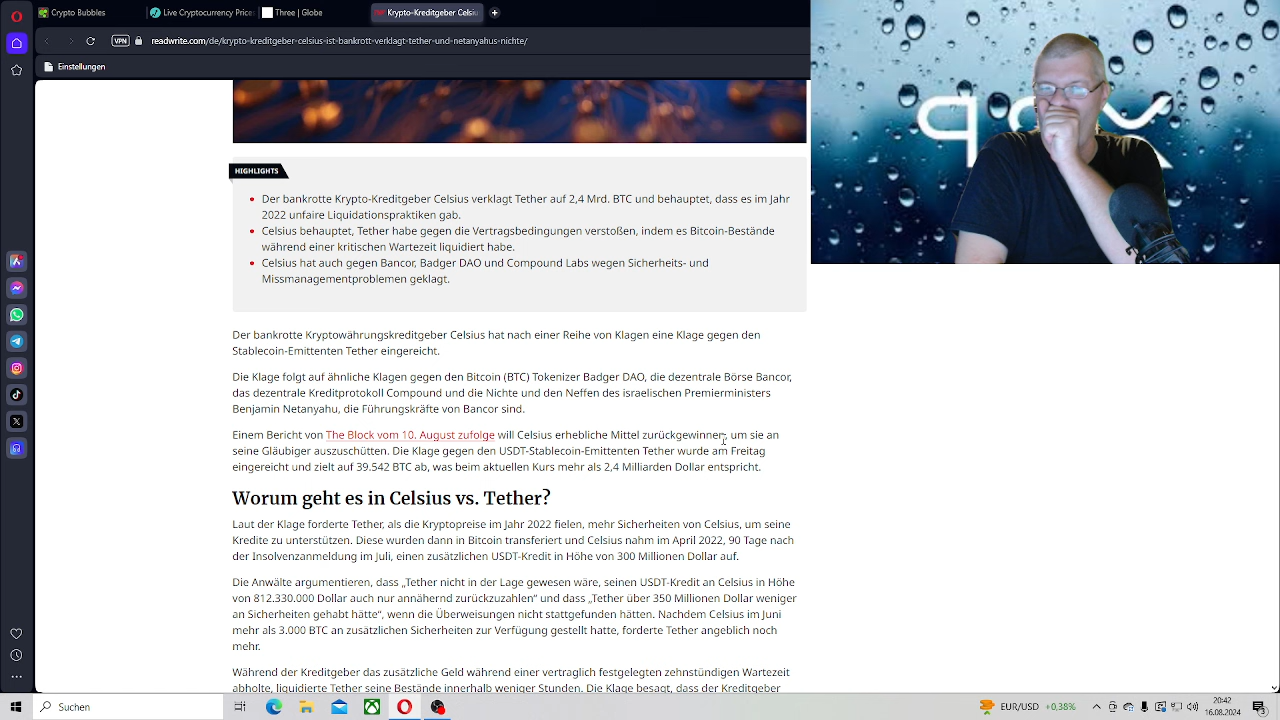 Crypto Bubbles
Live Cryptocurrency Price
Three | Globe
Krypto-Kreditgeber Celsi
VPN
readwrite.com/de/krypto-kreditgeber-celsius-ist-bankrott-verklagt-tether-und-netanyahus-nichte/
Einstellungen
qox
HIGHLIGHTS
Der bankrotte Krypto-Kreditgeber Celsius verklagt Tether auf 2,4 Mrd. BTC und behauptet, dass es im Jahr
2022 unfaire Liquidationspraktiken gab.
Celsius behauptet, Tether habe gegen die Vertragsbedingungen verstoßen, indem es Bitcoin-Bestände
während einer kritischen Wartezeit liquidiert habe.
Celsius hat auch gegen Bancor, Badger DAO und Compound Labs wegen Sicherheits- und
Missmanagementproblemen geklagt.
Der bankrotte Kryptowährungskreditgeber Celsius hat nach einer Reihe von Klagen eine Klage gegen den
Stablecoin-Emittenten Tether eingereicht.
Die Klage folgt auf ähnliche Klagen gegen den Bitcoin (BTC) Tokenizer Badger DAO, die dezentrale Börse Bancor,
das dezentrale Kreditprotokoll Compound und die Nichte und den Neffen des israelischen Premierministers
Benjamin Netanyahu, die Führungskräfte von Bancor sind.
Einem Bericht von The Block vom 10. August zufolge will Celsius erhebliche Mittel zurückgewinnen, um sie an
seine Gläubiger auszuschütten. Die Klage gegen den USDT-Stablecoin-Emittenten Tether wurde am Freitag
eingereicht und zielt auf 39.542 BTC ab, was beim aktuellen Kurs mehr als 2,4 Milliarden Dollar entspricht.
Worum geht es in Celsius vs. Tether?
Laut der Klage forderte Tether, als die Kryptopreise im Jahr 2022 fielen, mehr Sicherheiten von Celsius, um seine
Kredite zu unterstützen. Diese wurden dann in Bitcoin transferiert und Celsius nahm im April 2022, 90 Tage nach
der Insolvenzanmeldung im Juli, einen zusätzlichen USDT-Kredit in Höhe von 300 Millionen Dollar auf.
Die Anwälte argumentieren, dass „Tether nicht in der Lage gewesen wäre, seinen USDT-Kredit an Celsius in Höhe
von 812.330.000 Dollar auch nur annähernd zurückzuzahlen“ und dass „Tether über 350 Millionen Dollar weniger
an Sicherheiten gehabt hätte“, wenn die Überweisungen nicht stattgefunden hätten. Nachdem Celsius im Juni
mehr als 3.000 BTC an zusätzlichen Sicherheiten zur Verfügung gestellt hatte, forderte Tether angeblich noch
mehr.
Während der Kreditgeber das zusätzliche Geld während einer vertraglich festgelegten zehnstündigen Wartezeit
abholte, liquidierte Tether seine Bestände innerhalb weniger Stunden. Die Klage besagt, dass der Kreditgeber
Suchen
EUR/USD +0,38%
20:42
16.08.2024